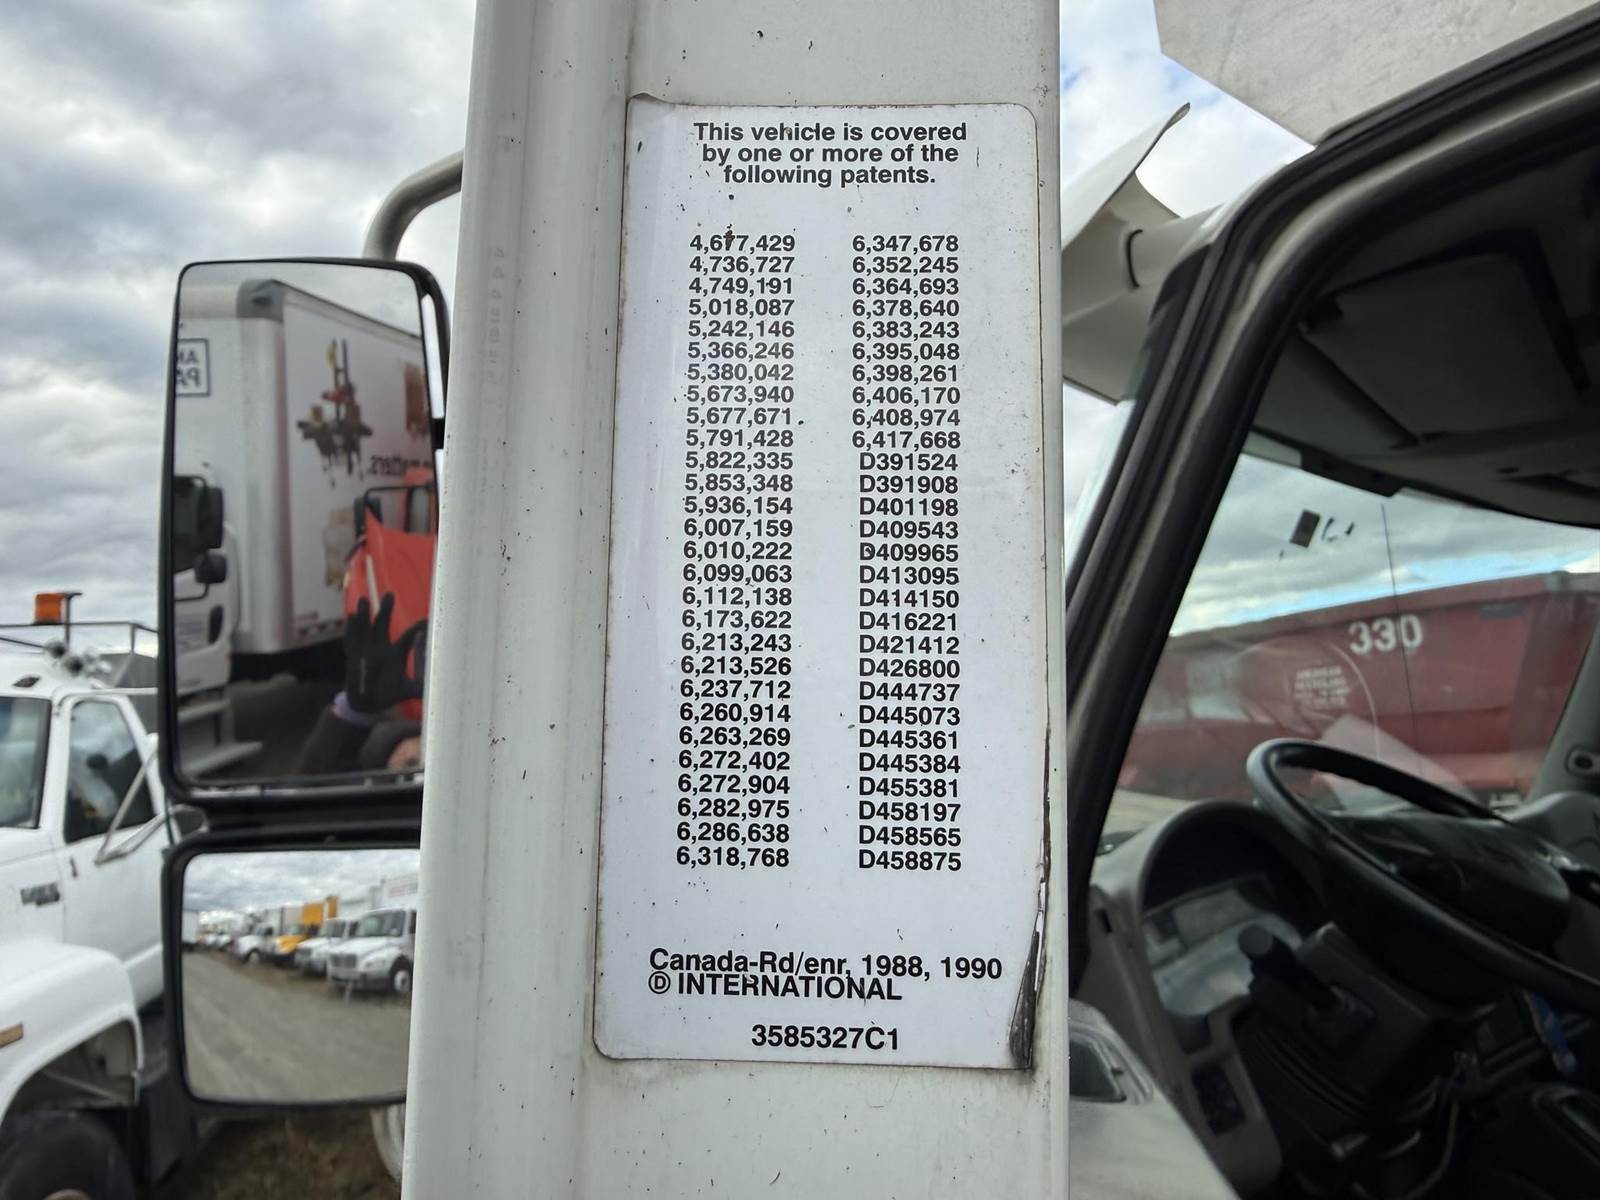 This vehicle is covered
by one or more of the
following patents.
4,677,429 6,347,678
4,736,727 6,352,245
4,749,191 6,364,693
5,018,087 6,378,640
5,242,146 6,383,243
5,366,246 6,395,048
5,380,042 6,398,261
5,673,940 6,406,170
5,677,671 6,408,974
5,791,428 6,417,668
5,822,335 D391524
5,853,348 D391908
5,936,154 D401198
6,007,159 D409543
6,010,222 D409965
6,099,063 D413095
6,112,138 D414150
6,173,622 D416221
6,213,243 D421412
6,213,526 D426800
6,237,712 D444737
6,260,914 D445073
6,263,269 D445361
6,272,402 D445384
6,272,904 D455381
6,282,975 D458197
6,286,638 D458565
6,318,768 D458875
Canada-Rd/enr, 1988, 1990
Ⓓ INTERNATIONAL
3585327C1
330